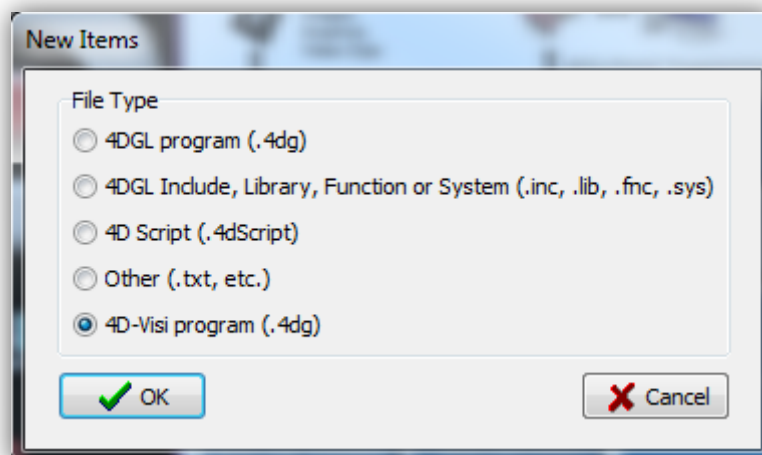 New Items
File Type
4DGL program (.4dg)
4DGL Include, Library, Function or System (.inc, .lib, .fnc, .sys)
4D Script (.4dScript)
Other (.txt, etc.)
4D-Visi program (.4dg)
OK
Cancel